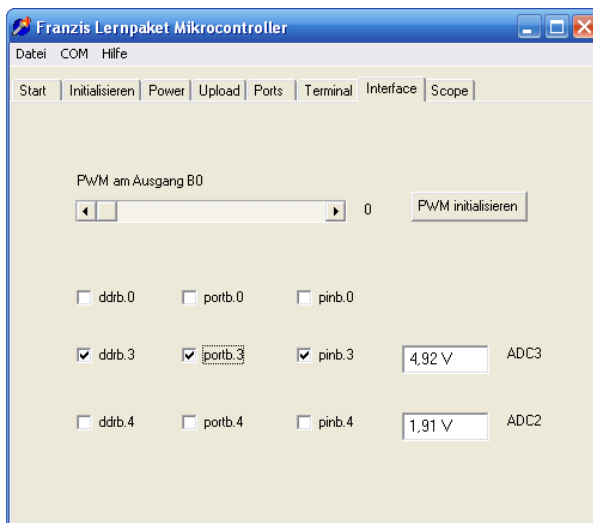 Franzis Lernpaket Mikrocontroller
Datei COM Hilfe
Start Initialisieren Power Upload Ports Terminal Interface Scope
PWM am Ausgang B0
0 PWM initialisieren
ddrb.0 portb.0 pinb.0
ddrb.3 portb.3 pinb.3 4,92 V ADC3
ddrb.4 portb.4 pinb.4 1,91 V ADC2